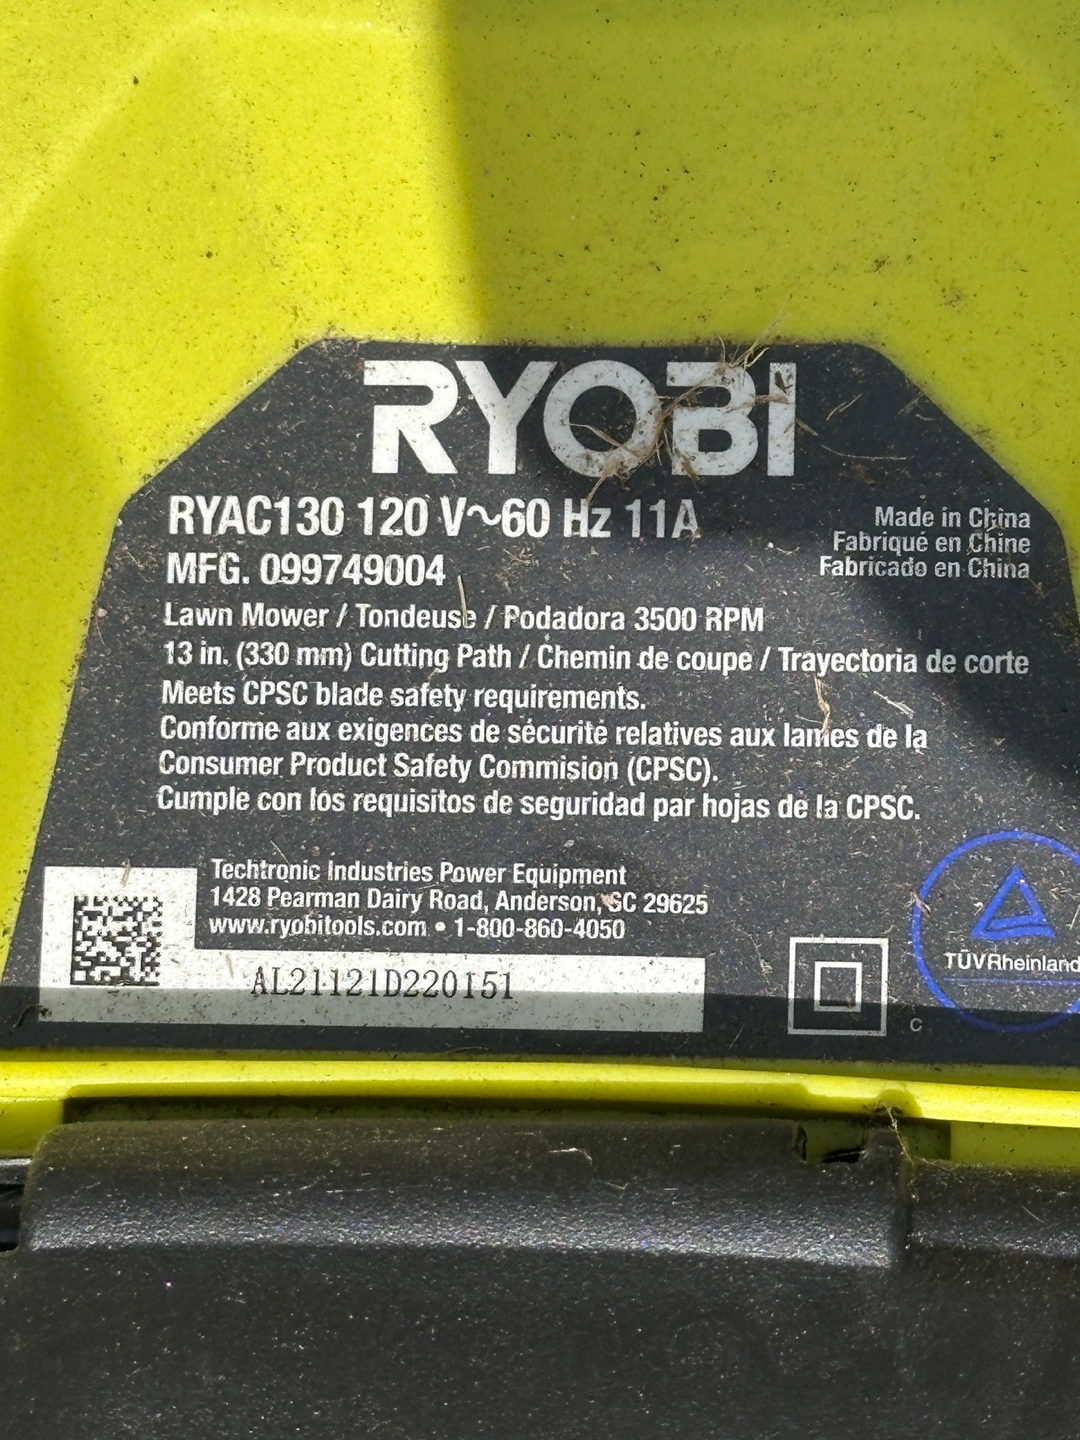 RYOBI
RYAC130 120 V~60 Hz 11A
MFG. 099749004
Made in China
Fabriqué en Chine
Fabricado en China
Lawn Mower / Tondeuse / Podadora 3500 RPM
13 in. (330 mm) Cutting Path / Chemin de coupe / Trayectoria de corte
Meets CPSC blade safety requirements.
Conforme aux exigences de sécurité relatives aux lames de la
Consumer Product Safety Commision (CPSC).
Cumple con los requisitos de seguridad par hojas de la CPSC.
Techtronic Industries Power Equipment
1428 Pearman Dairy Road, Anderson, SC 29625
www.ryobitools.com • 1-800-860-4050
AL21121D220151
TÜVRheinland
C